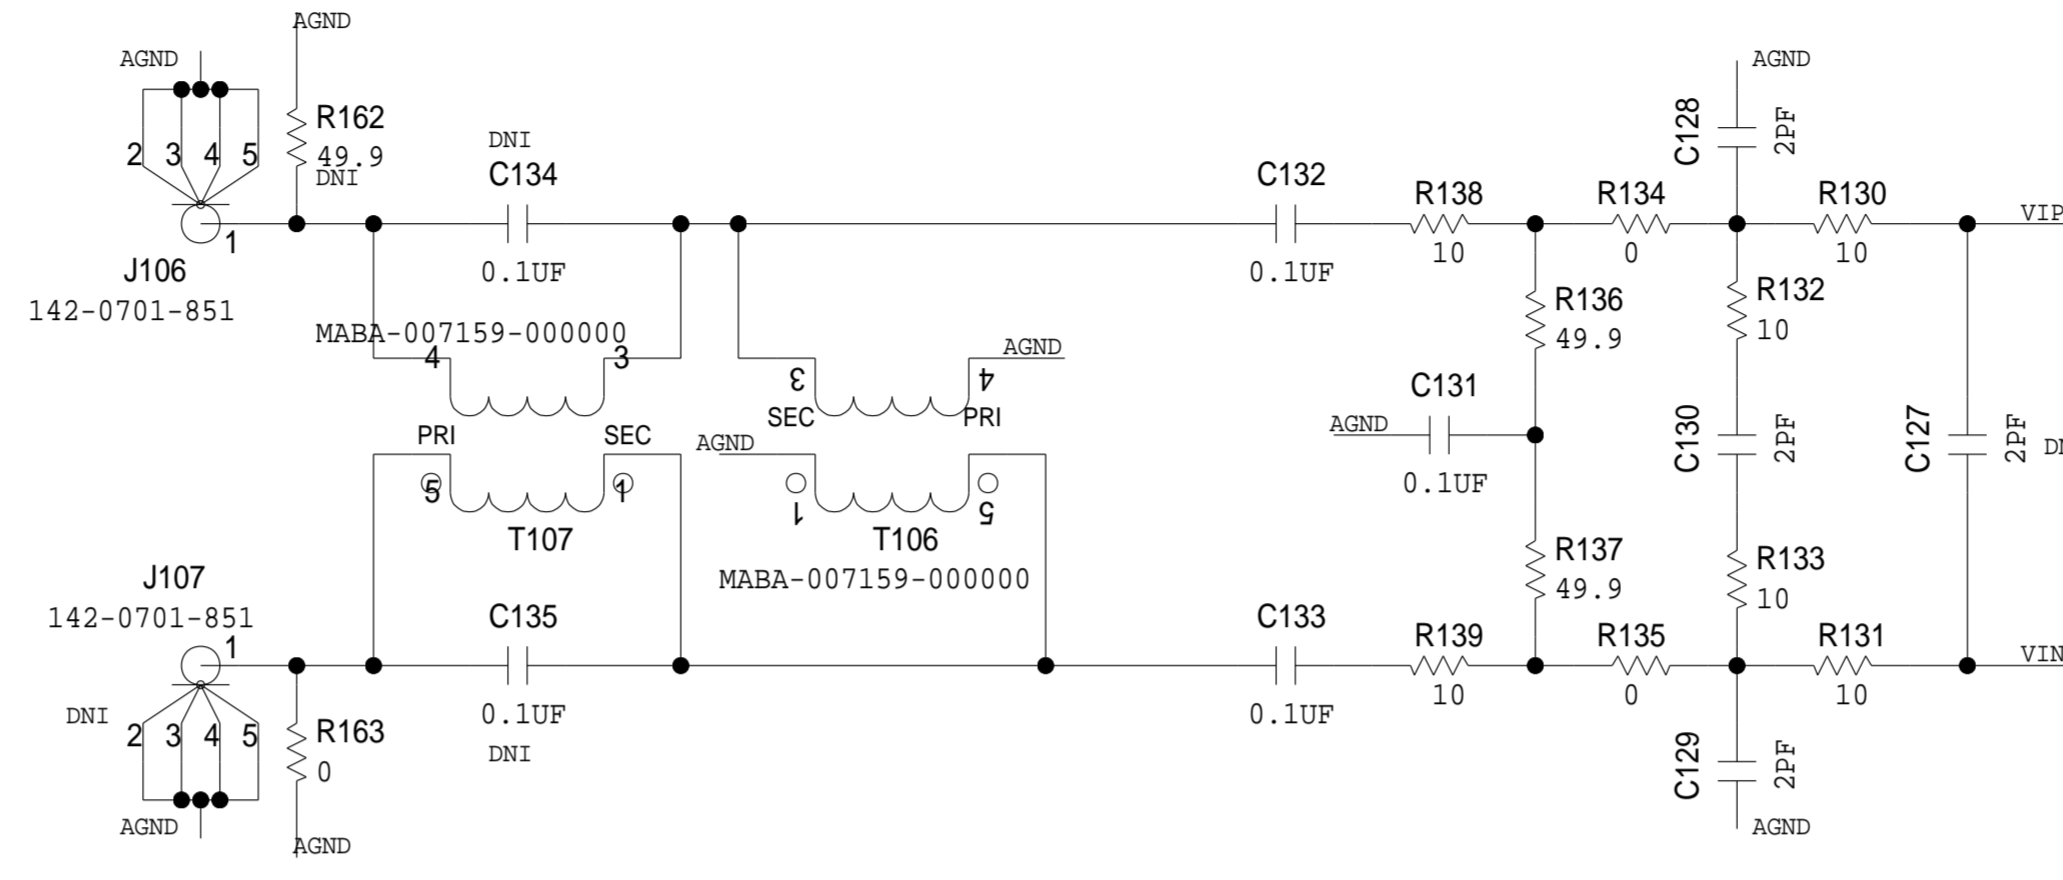 AGND
AGND
R162
49.9
DNI
2 3 4 5
1
J106
142-0701-851
DNI
C134
0.1UF
MABA-007159-000000
4 3
PRI SEC
5 1
T107
3 4
AGND
SEC PRI
AGND
1 5
T106
MABA-007159-000000
J107
142-0701-851
1
DNI
2 3 4 5
AGND
R163
0
AGND
C135
0.1UF
DNI
C132
0.1UF
R138
10
R134
0
AGND
C128
2PF
R130
10
VIP
R136
49.9
R132
10
C131
AGND
0.1UF
C130
2PF
C127
2PF
R137
49.9
R133
10
C133
0.1UF
R139
10
R135
0
R131
10
VIN
C129
2PF
AGND